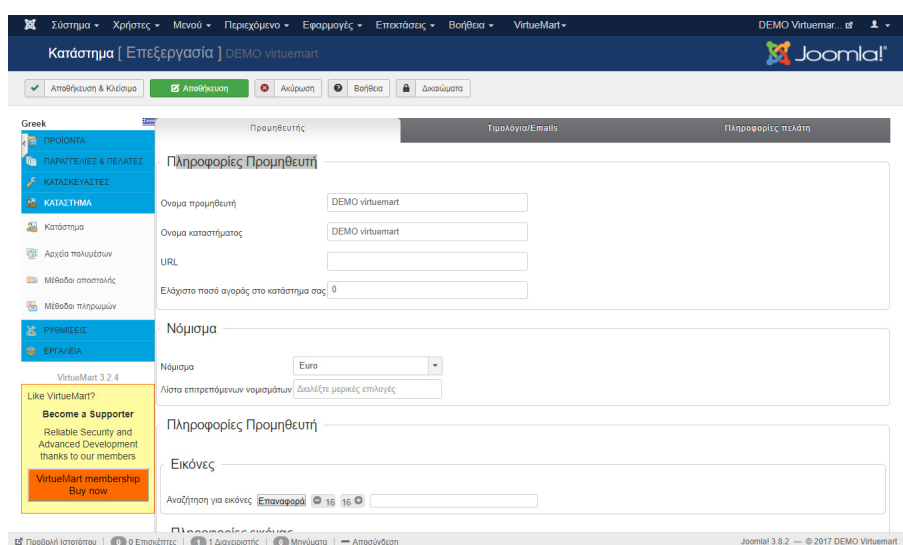 Σύστημα Χρήστες Μενού Περιεχόμενο Εφαρμογές Επεκτάσεις Βοήθεια VirtueMart DEMO Virtuemar...
Κατάστημα [ Επεξεργασία ] DEMO virtuemart Joomla!
Αποθήκευση & Κλείσιμο Αποθήκευση Ακύρωση Βοήθεια Δικαιώματα
Greek
ΠΡΟΪΟΝΤΑ
ΠΑΡΑΓΓΕΛΙΕΣ & ΠΕΛΑΤΕΣ
ΚΑΤΑΣΚΕΥΑΣΤΕΣ
ΚΑΤΑΣΤΗΜΑ
Κατάστημα
Αρχεία πολυμέσων
Μέθοδοι αποστολής
Μέθοδοι πληρωμών
ΡΥΘΜΙΣΕΙΣ
ΕΡΓΑΛΕΙΑ
VirtueMart 3.2.4
Like VirtueMart?
Become a Supporter
Reliable Security and
Advanced Development
thanks to our members
VirtueMart membership
Buy now
Προμηθευτής Τιμολόγια/Emails Πληροφορίες πελάτη
Πληροφορίες Προμηθευτή
Ονομα προμηθευτή DEMO virtuemart
Ονομα καταστήματος DEMO virtuemart
URL
Ελάχιστο ποσό αγοράς στο κατάστημα σας 0
Νόμισμα
Νόμισμα Euro
Λίστα επιτρεπόμενων νομισμάτων Διαλέξτε μερικές επιλογές
Πληροφορίες Προμηθευτή
Εικόνες
Αναζήτηση για εικόνες Επαναφορά 16 16
Πληροφορίες εικόνας
Προβολή Ιστοτόπου 0 0 Επισκέπτες 1 1 Διαχειριστής 0 Μηνύματα Αποσύνδεση Joomla! 3.8.2 — © 2017 DEMO Virtuemart